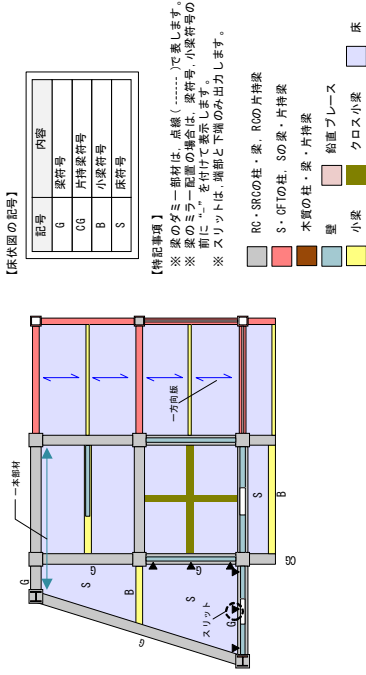 【床伏図の記号】
記号 内容
G 梁符号
CG 片持梁符号
B 小梁符号
S 床符号
【特記事項】
※ 梁のダミー部材は、点線(------)で表します。
※ 梁のミラー配置の場合は、梁符号、小梁符号の
前に“-”を付けて表示します。
※ スリットは、端部と下端のみ出力します。
RC・SRCの柱・梁、RCの片持梁
S・CFTの柱、Sの梁・片持梁
木質の柱・梁・片持梁
壁
鉛直ブレース
小梁
クロス小梁
床
一本部材
G
S
G
B
G
S
G
スリット
G
一方向版
S
B
CG